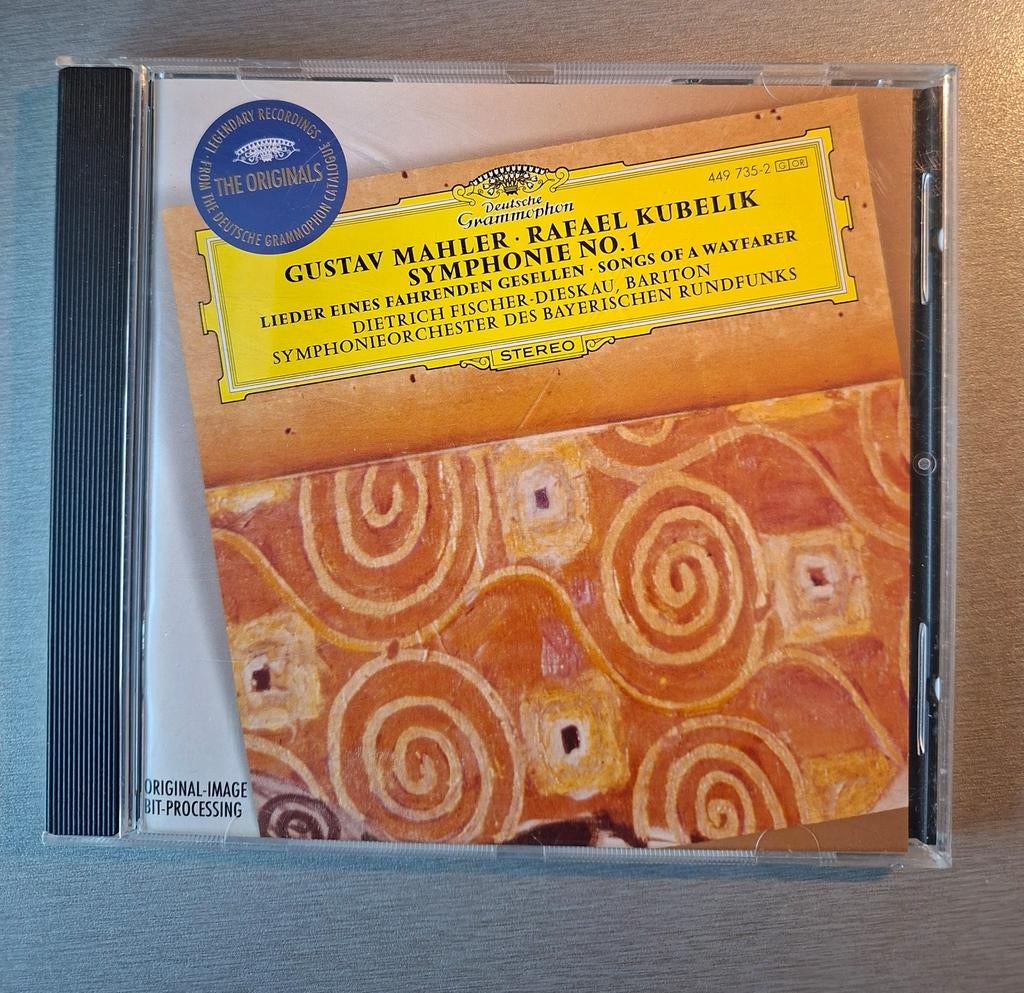 LEGENDARY RECORDINGS
THE ORIGINALS
FROM THE DEUTSCHE GRAMMOPHON CATALOGUE
449 735-2 G OR
Deutsche
Grammophon
GUSTAV MAHLER · RAFAEL KUBELIK
SYMPHONIE NO. 1
LIEDER EINES FAHRENDEN GESELLEN · SONGS OF A WAYFARER
DIETRICH FISCHER-DIESKAU, BARITON
SYMPHONIEORCHESTER DES BAYERISCHEN RUNDFUNKS
STEREO
ORIGINAL-IMAGE
BIT-PROCESSING